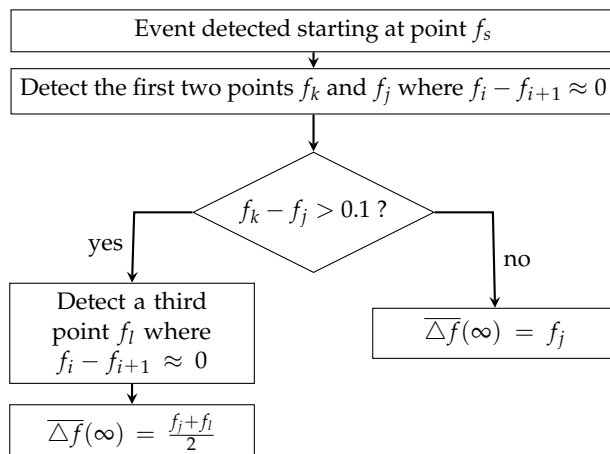 Event detected starting at point f_s
Detect the first two points f_k and f_j where f_i − f_{i+1} ≈ 0
f_k − f_j > 0.1 ?
yes
no
Detect a third
point f_l where
f_i − f_{i+1} ≈ 0
\overline{△f}(∞) = f_j
\overline{△f}(∞) = \frac{f_j+f_l}{2}